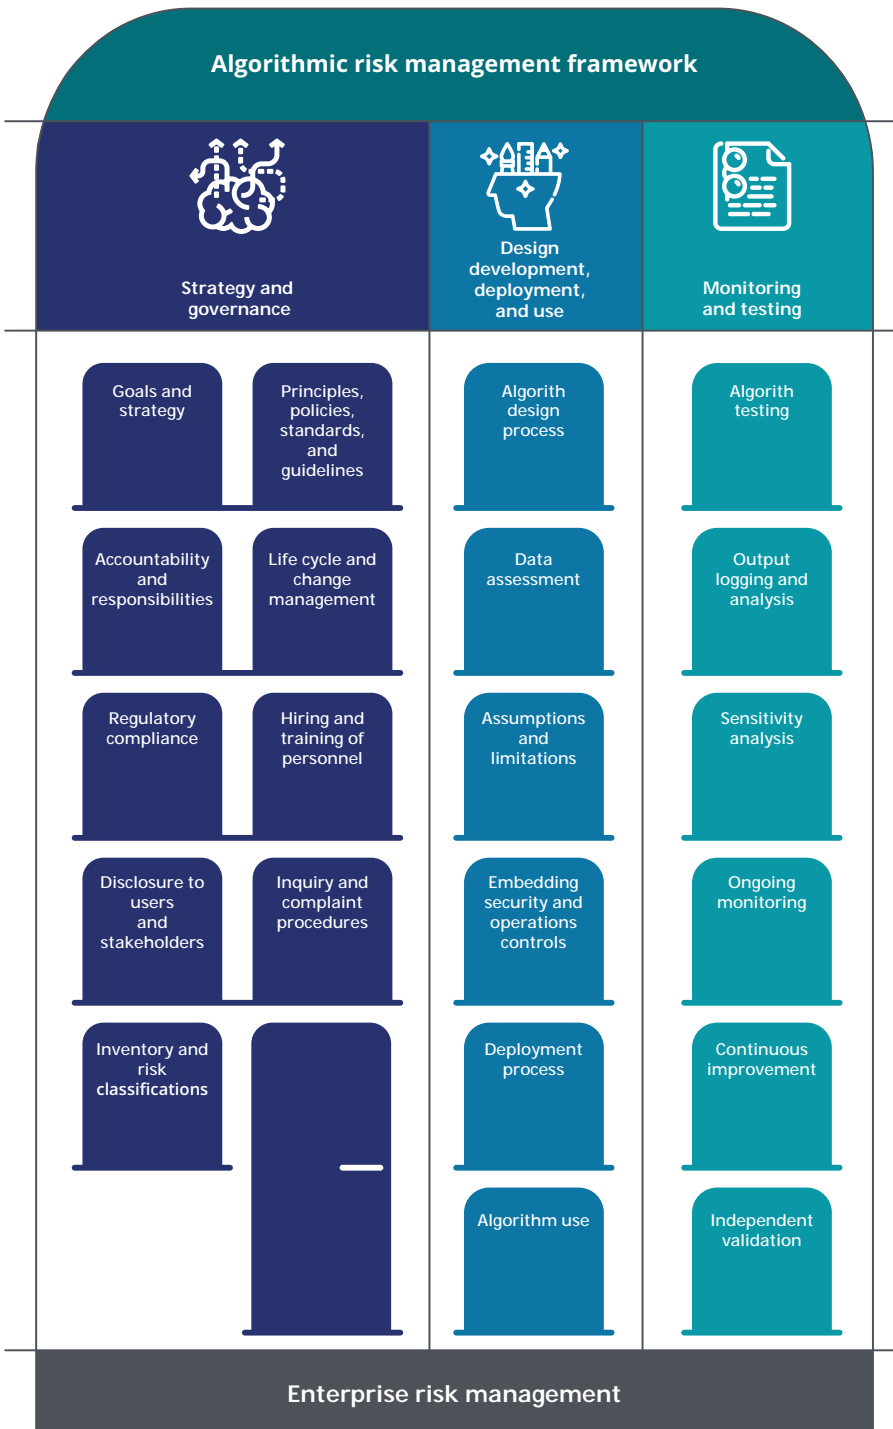 Algorithmic risk management framework
Strategy and
governance
Design
development,
deployment,
and use
Monitoring
and testing
Goals and
strategy
Principles,
policies,
standards,
and
guidelines
Algorith
design
process
Algorith
testing
Accountability
and
responsibilities
Life cycle and
change
management
Data
assessment
Output
logging and
analysis
Regulatory
compliance
Hiring and
training of
personnel
Assumptions
and
limitations
Sensitivity
analysis
Disclosure to
users
and
stakeholders
Inquiry and
complaint
procedures
Embedding
security and
operations
controls
Ongoing
monitoring
Inventory and
risk
classifications
Deployment
process
Continuous
improvement
Algorithm use
Independent
validation
Enterprise risk management